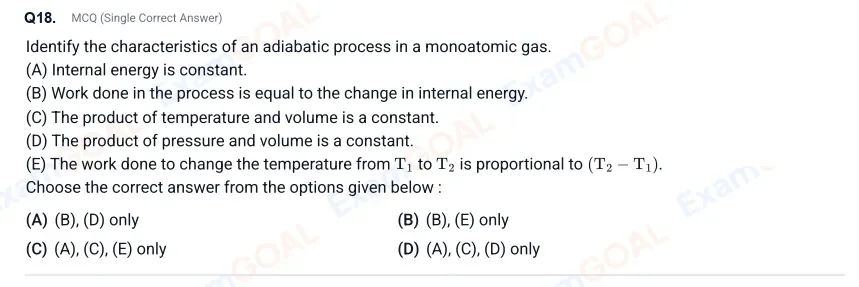 Q18. MCQ (Single Correct Answer)
Identify the characteristics of an adiabatic process in a monoatomic gas.
(A) Internal energy is constant.
(B) Work done in the process is equal to the change in internal energy.
(C) The product of temperature and volume is a constant.
(D) The product of pressure and volume is a constant.
(E) The work done to change the temperature from T₁ to T₂ is proportional to (T₂ − T₁).
Choose the correct answer from the options given below :
(A) (B), (D) only (B) (B), (E) only
(C) (A), (C), (E) only (D) (A), (C), (D) only